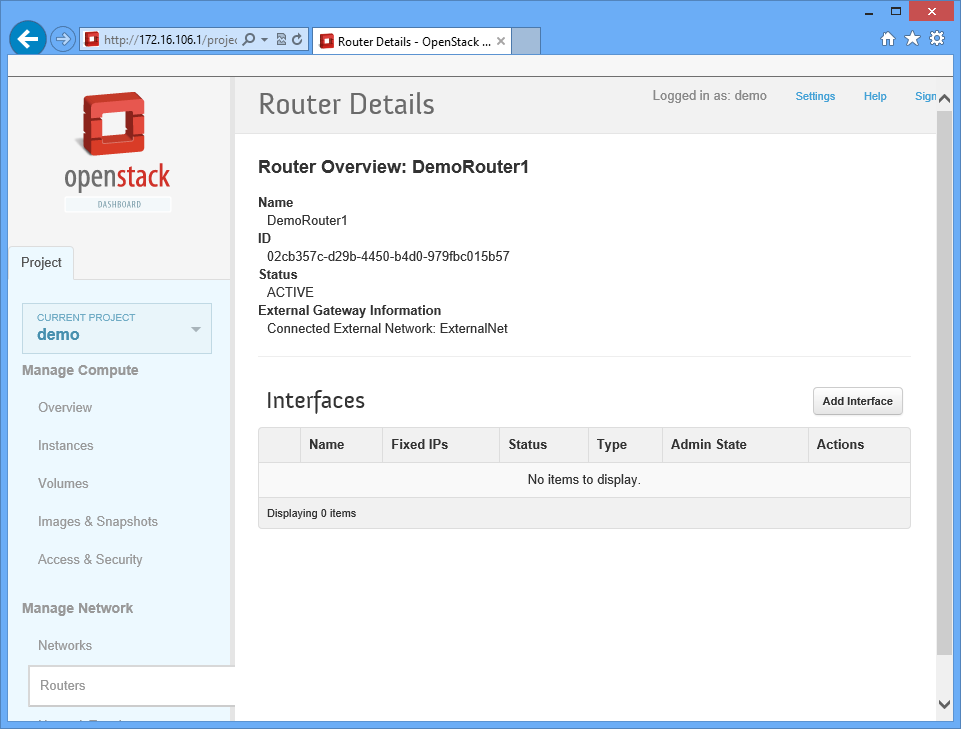 http://172.16.106.1/projec
Router Details - OpenStack ...
openstack
DASHBOARD
Router Details
Logged in as: demo
Settings
Help
Sign
Project
CURRENT PROJECT
demo
Manage Compute
Overview
Instances
Volumes
Images & Snapshots
Access & Security
Manage Network
Networks
Routers
Router Overview: DemoRouter1
Name
DemoRouter1
ID
02cb357c-d29b-4450-b4d0-979fbc015b57
Status
ACTIVE
External Gateway Information
Connected External Network: ExternalNet
Interfaces
Add Interface
Name Fixed IPs Status Type Admin State Actions
No items to display.
Displaying 0 items